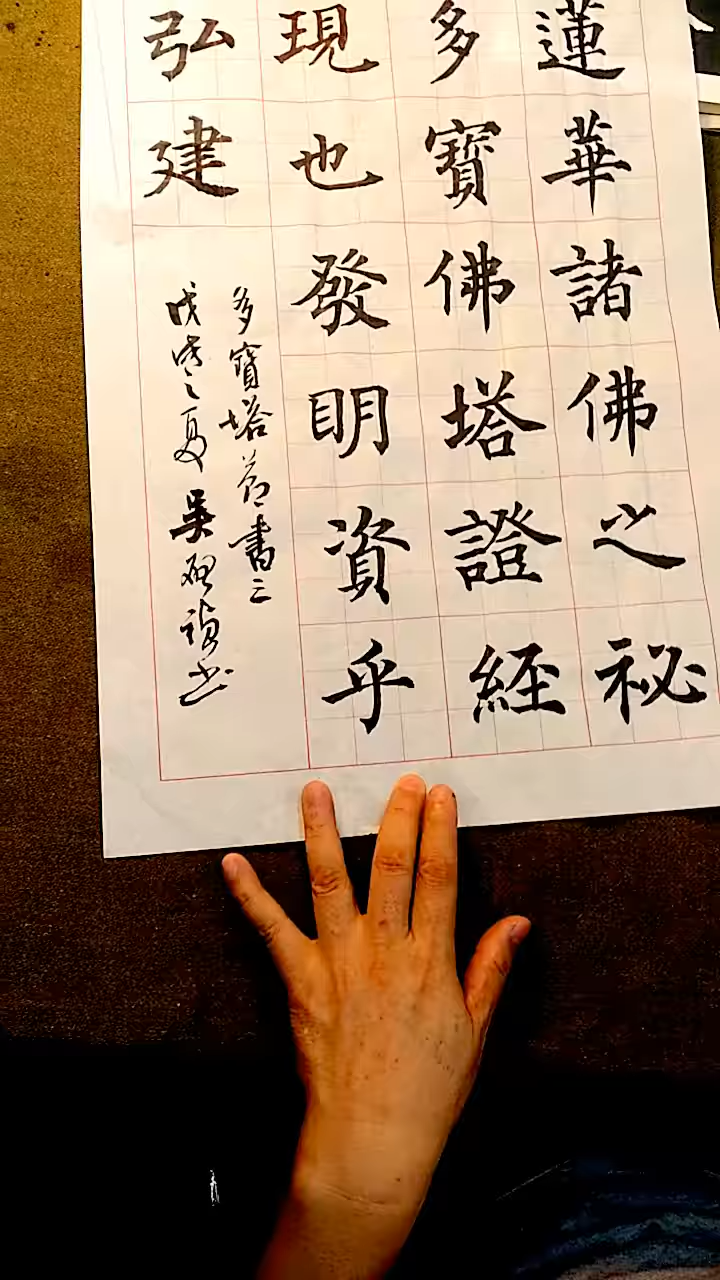 蓮華諸佛之祕
多寶佛塔證經
現也發明資乎
弘建
多寶塔節書之
戊戌之夏 吳